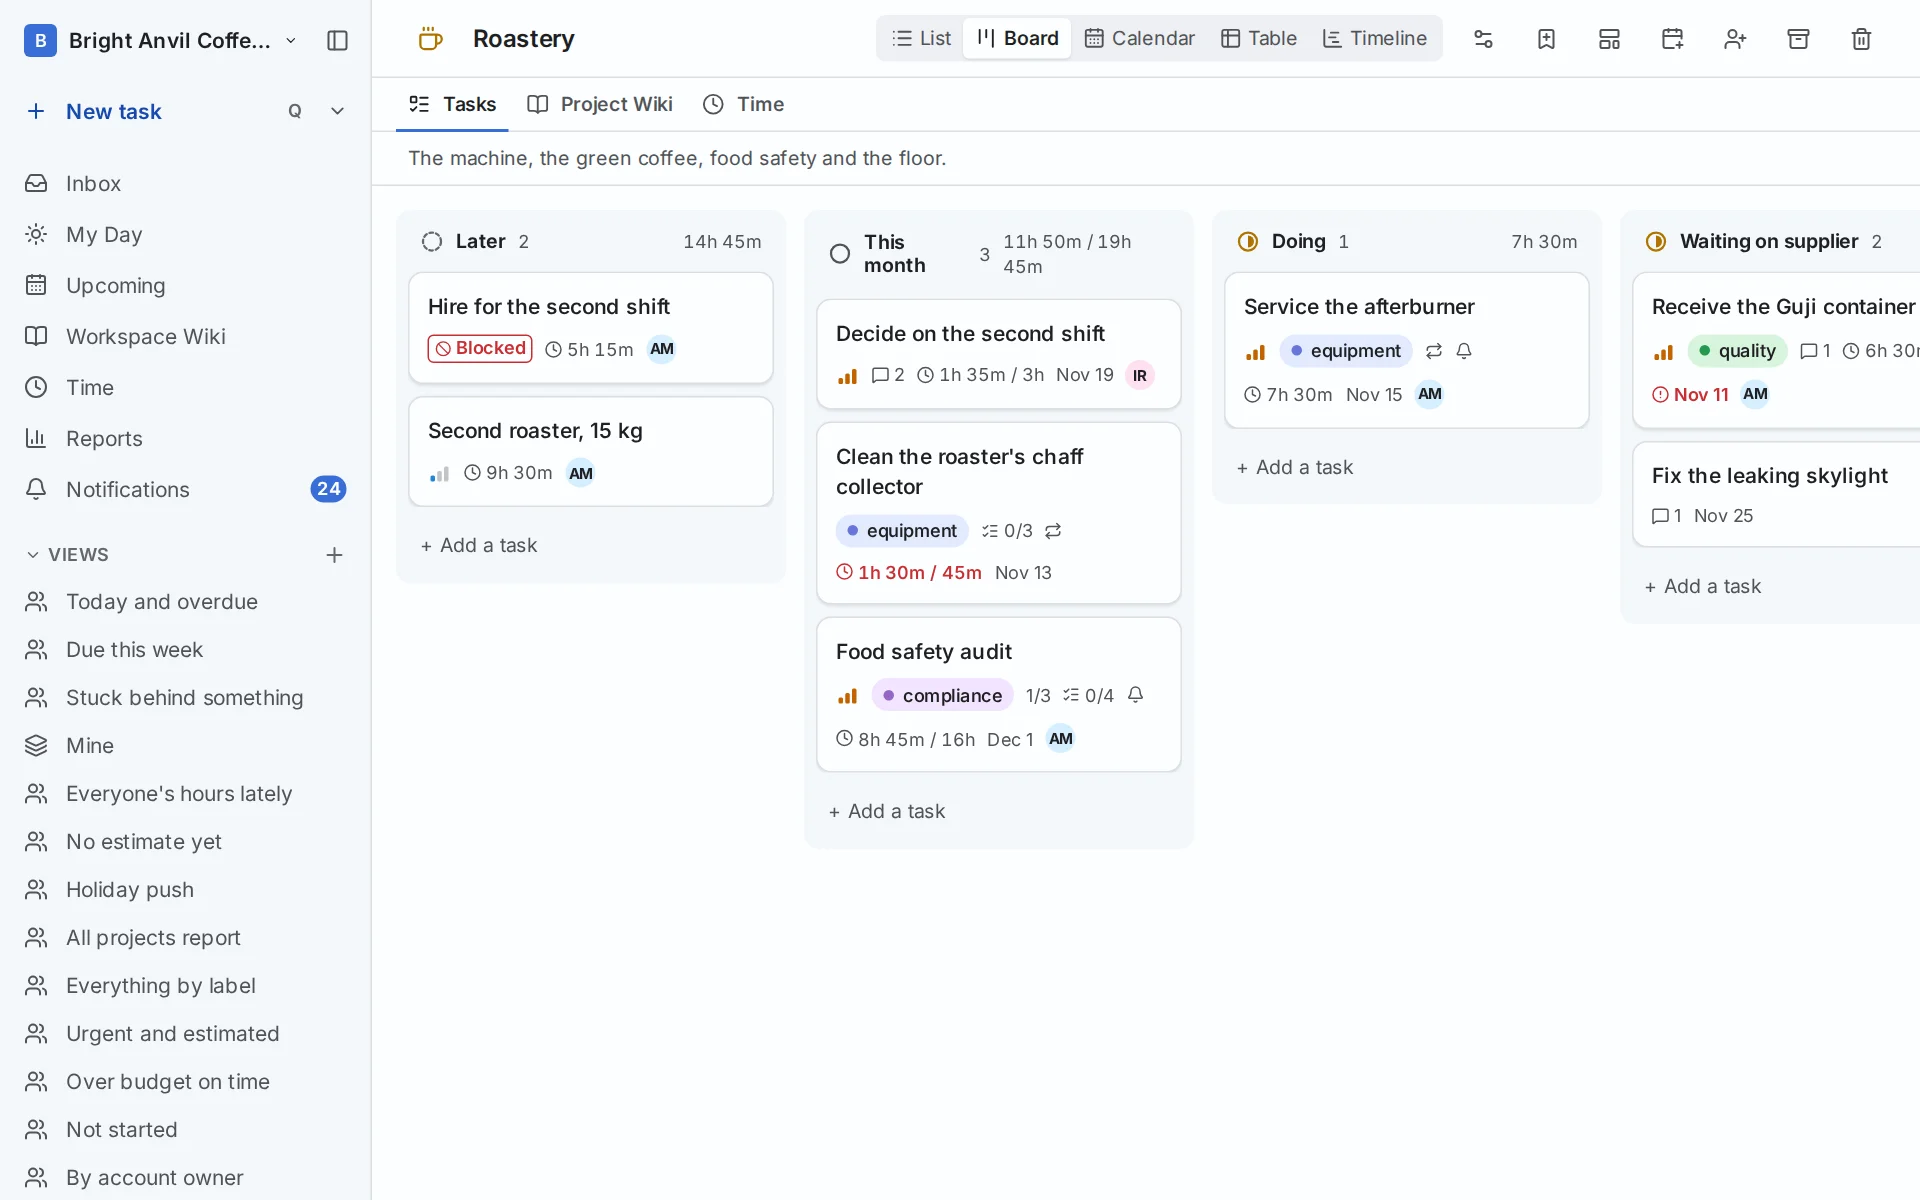 B Bright Anvil Coffe...
New task Q
Inbox
My Day
Upcoming
Workspace Wiki
Time
Reports
Notifications 24
VIEWS
Today and overdue
Due this week
Stuck behind something
Mine
Everyone's hours lately
No estimate yet
Holiday push
All projects report
Everything by label
Urgent and estimated
Over budget on time
Not started
By account owner
Roastery
List Board Calendar Table Timeline
Tasks Project Wiki Time
The machine, the green coffee, food safety and the floor.
Later 2 14h 45m
Hire for the second shift
Blocked 5h 15m AM
Second roaster, 15 kg
9h 30m AM
+ Add a task
This month 3 11h 50m / 19h 45m
Decide on the second shift
2 1h 35m / 3h Nov 19 IR
Clean the roaster's chaff
collector
equipment 0/3
1h 30m / 45m Nov 13
Food safety audit
compliance 1/3 0/4
8h 45m / 16h Dec 1 AM
+ Add a task
Doing 1 7h 30m
Service the afterburner
equipment
7h 30m Nov 15 AM
+ Add a task
Waiting on supplier 2
Receive the Guji container
quality 1 6h 30m
Nov 11 AM
Fix the leaking skylight
1 Nov 25
+ Add a task